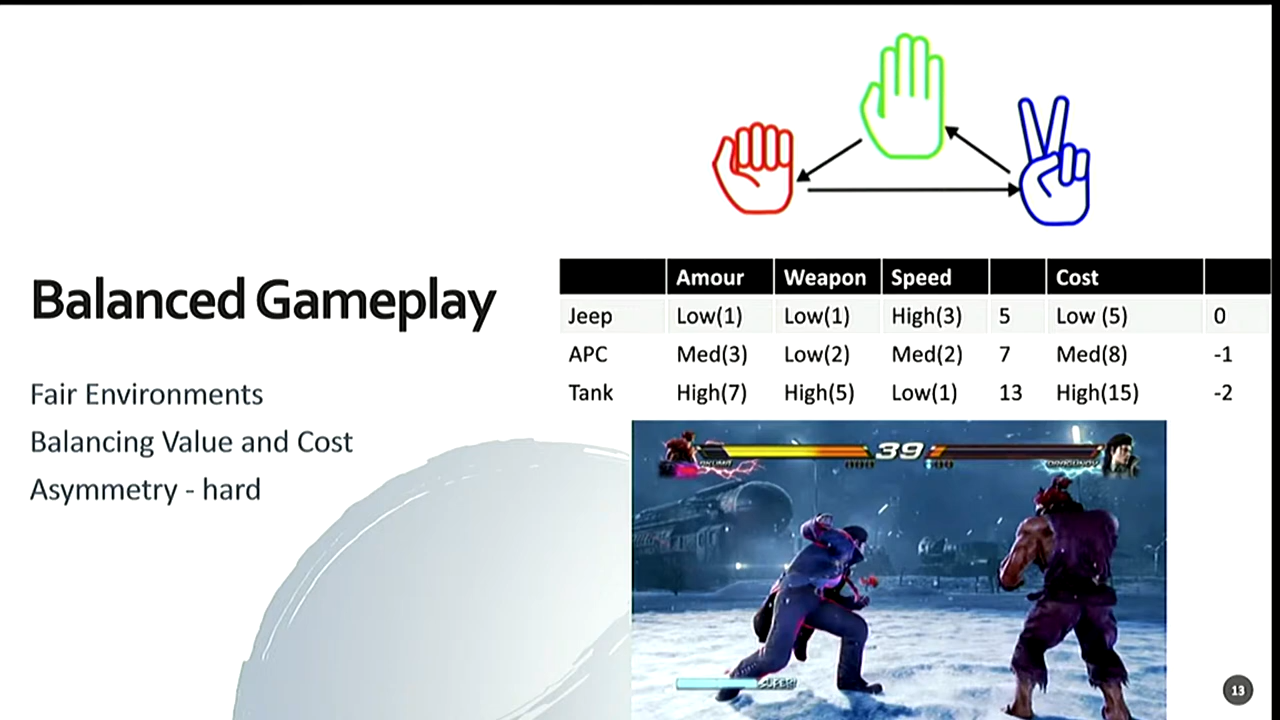 Balanced Gameplay
Fair Environments
Balancing Value and Cost
Asymmetry - hard
Amour Weapon Speed Cost
Jeep Low(1) Low(1) High(3) 5 Low (5) 0
APC Med(3) Low(2) Med(2) 7 Med(8) -1
Tank High(7) High(5) Low(1) 13 High(15) -2
39
DRAGUNOV
13